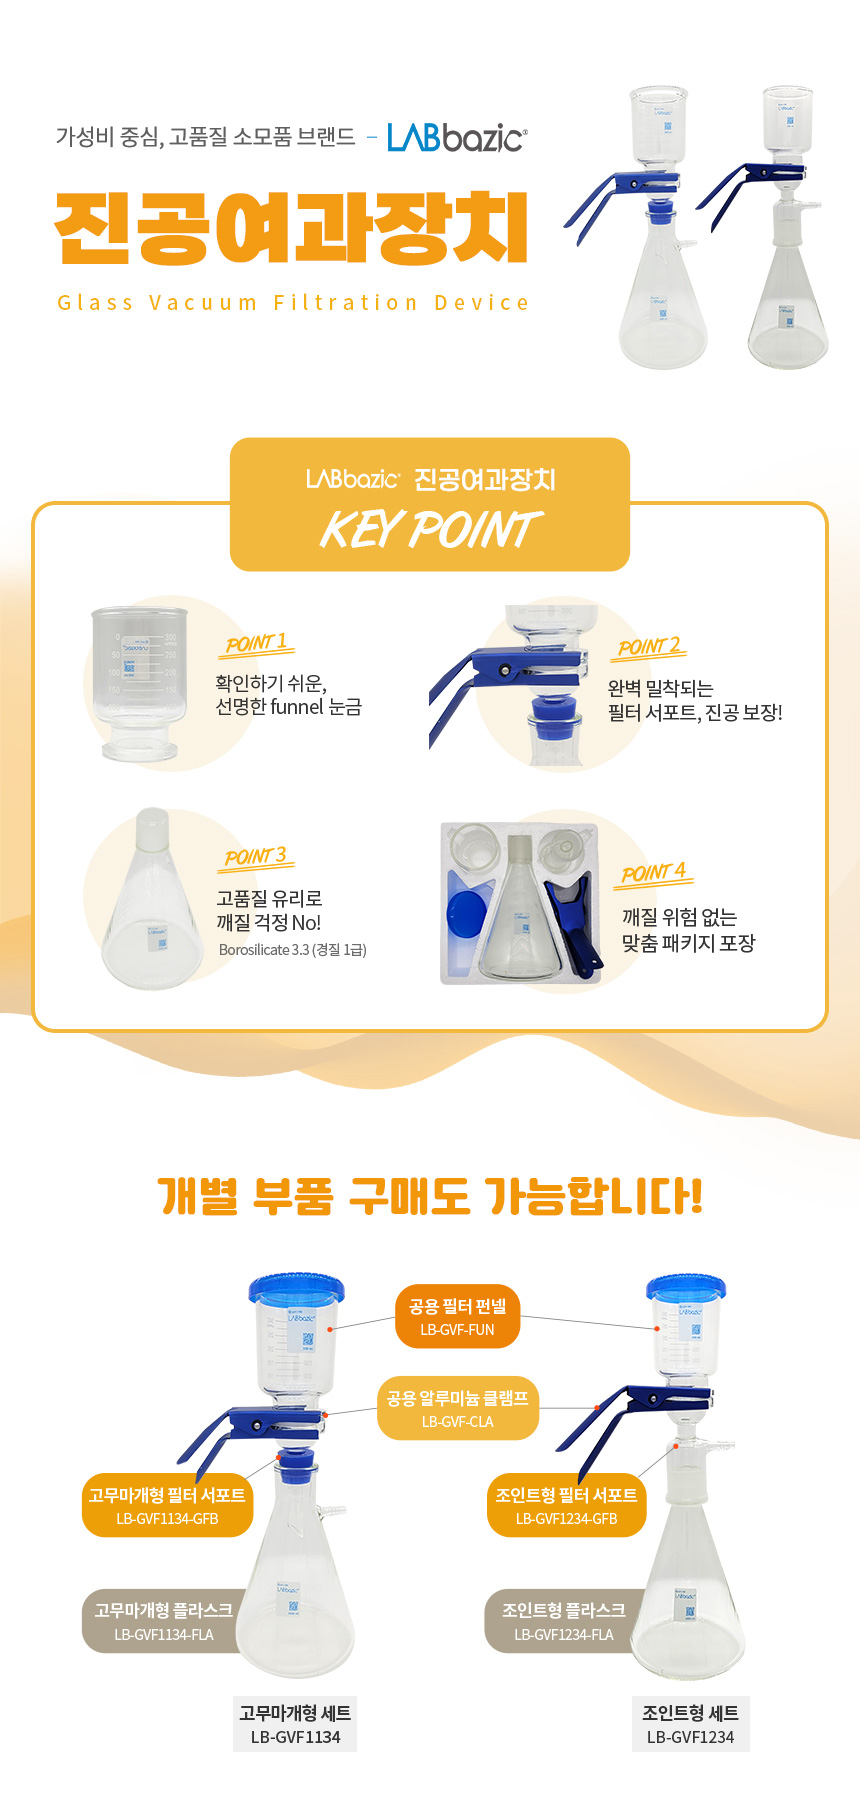 가성비 중심, 고품질 소모품 브랜드 – LABbazic®
진공여과장치
Glass Vacuum Filtration Device
LABbazic® 진공여과장치
KEY POINT
POINT 1
확인하기 쉬운,
선명한 funnel 눈금
POINT 2
완벽 밀착되는
필터 서포트, 진공 보장!
POINT 3
고품질 유리로
깨질 걱정 No!
Borosilicate 3.3 (경질 1급)
POINT 4
깨질 위험 없는
맞춤 패키지 포장
개별 부품 구매도 가능합니다!
공용 필터 펀넬
LB-GVF-FUN
공용 알루미늄 클램프
LB-GVF-CLA
고무마개형 필터 서포트
LB-GVF1134-GFB
조인트형 필터 서포트
LB-GVF1234-GFB
고무마개형 플라스크
LB-GVF1134-FLA
조인트형 플라스크
LB-GVF1234-FLA
고무마개형 세트
LB-GVF1134
조인트형 세트
LB-GVF1234